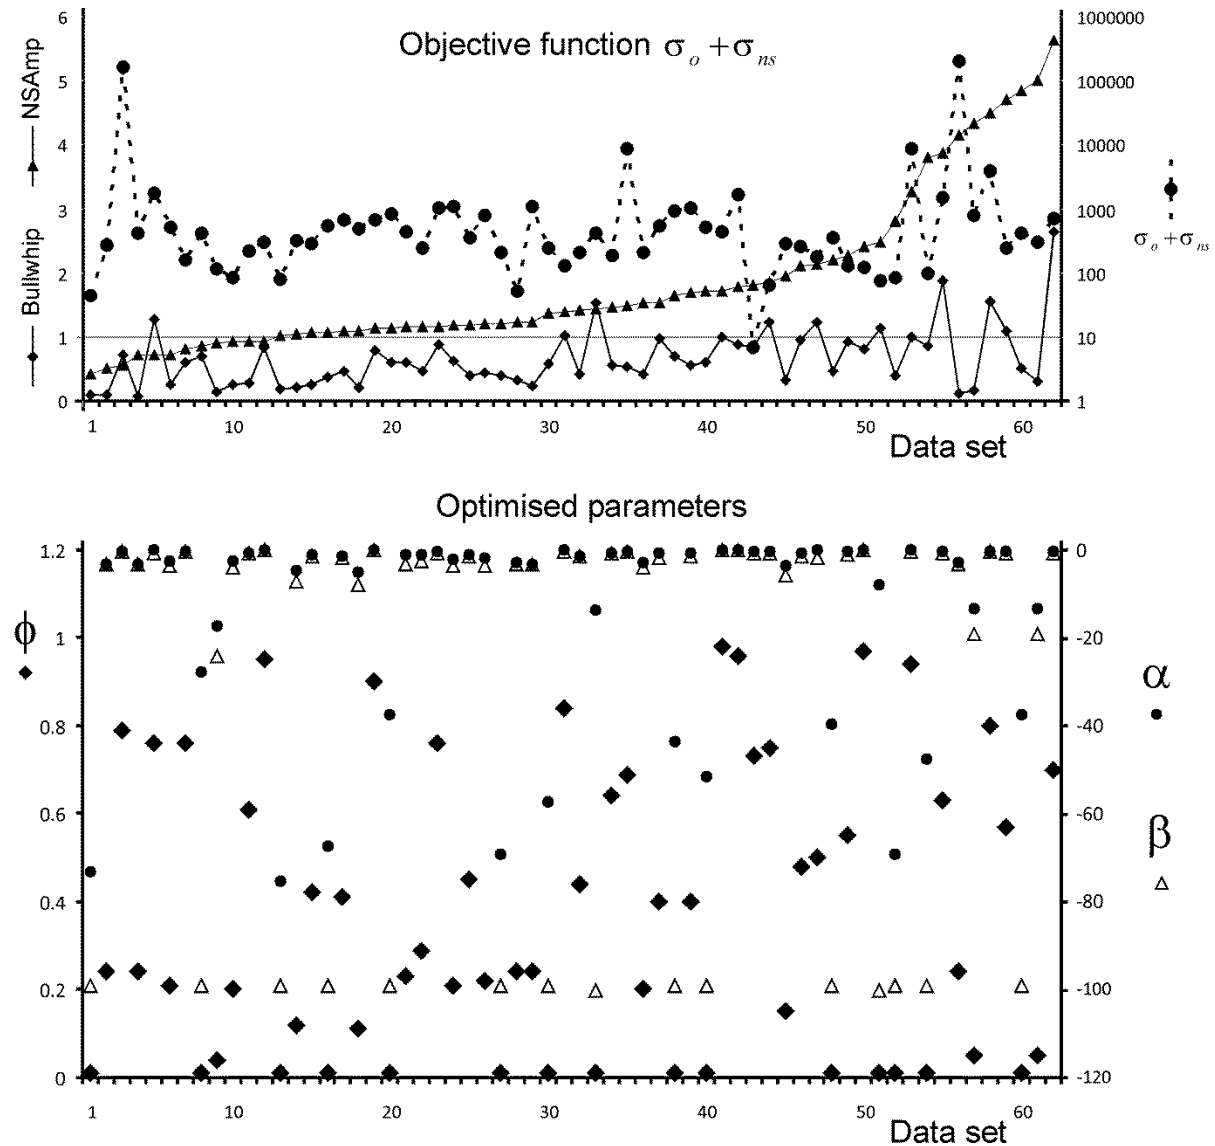 Objective function σo + σns
NSAmp
Bullwhip
6
5
4
3
2
1
0
1000000
100000
10000
1000
100
10
1
σo + σns
1 10 20 30 40 50 60
Data set
Optimised parameters
ϕ
1.2
1
0.8
0.6
0.4
0.2
0
0
-20
-40
-60
-80
-100
-120
α
β
1 10 20 30 40 50 60
Data set